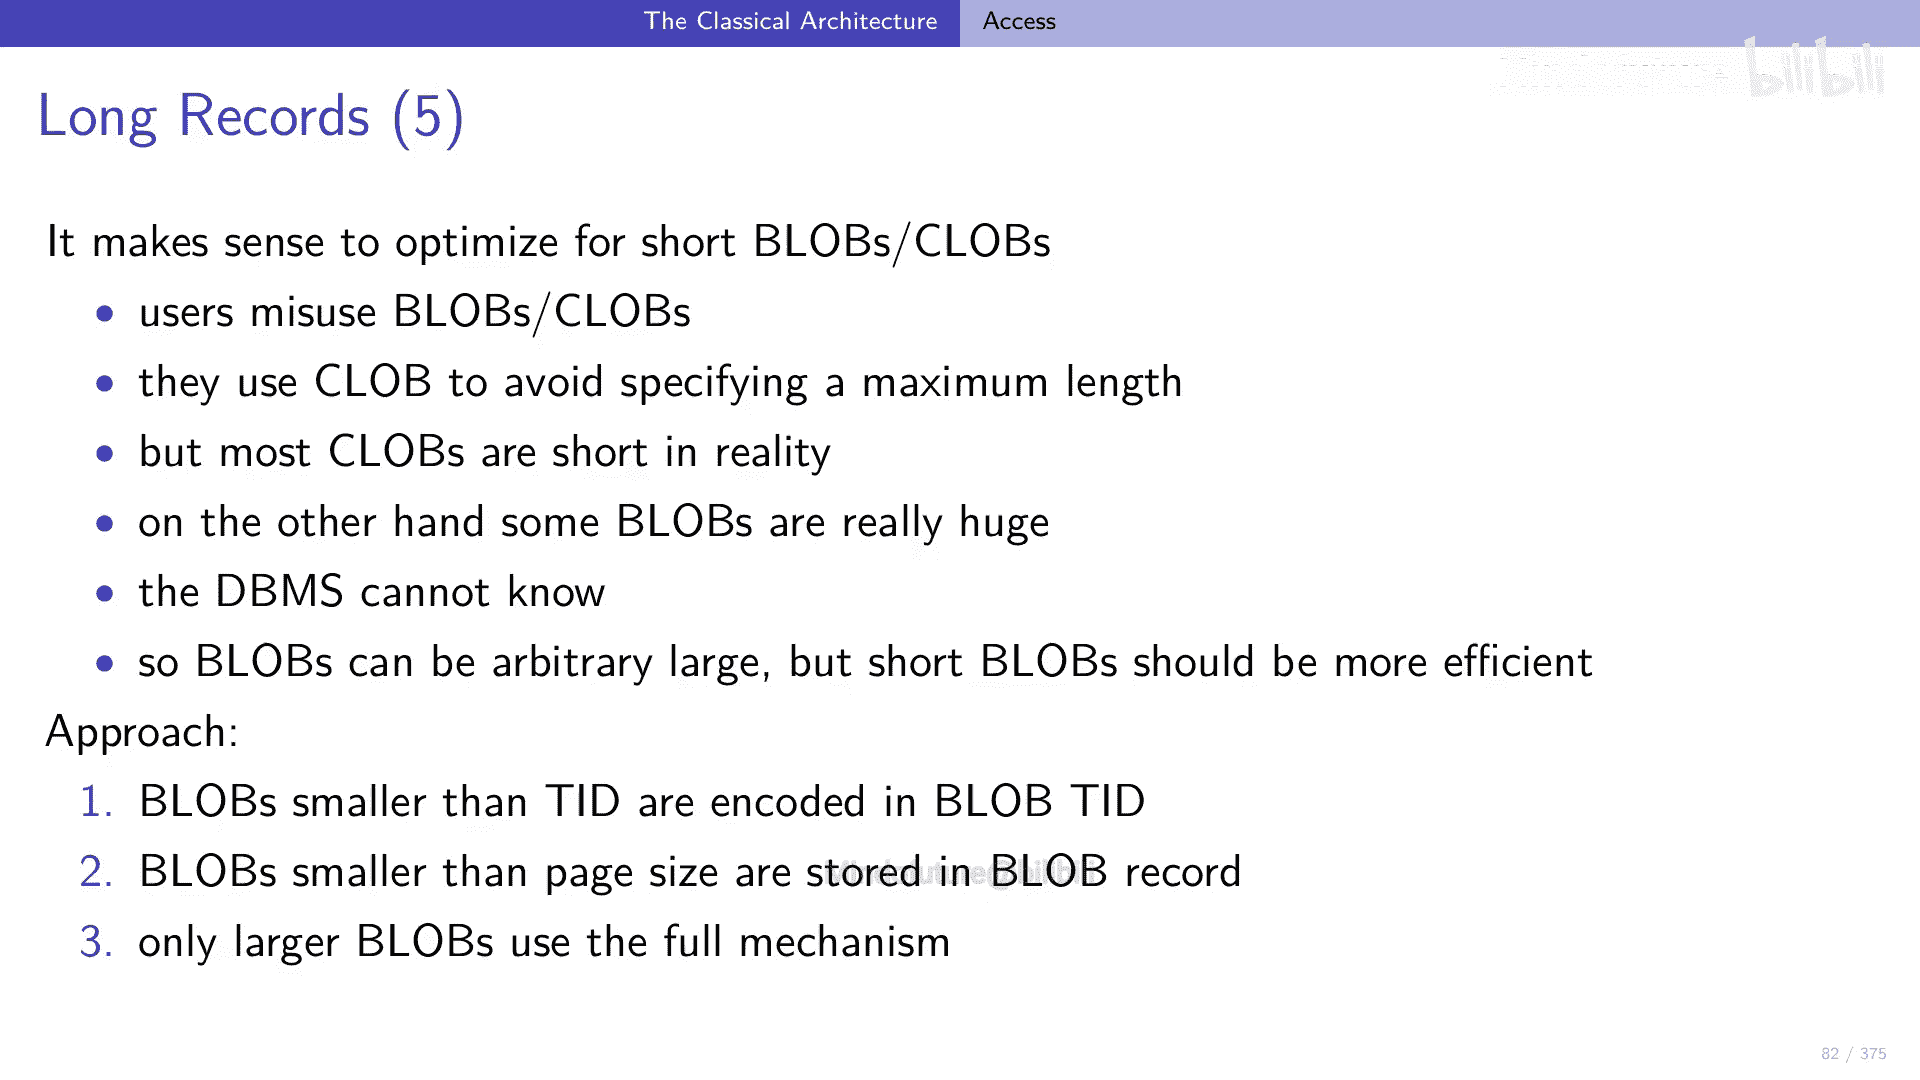 The Classical Architecture Access
bilibili
Long Records (5)
It makes sense to optimize for short BLOBs/CLOBs
• users misuse BLOBs/CLOBs
• they use CLOB to avoid specifying a maximum length
• but most CLOBs are short in reality
• on the other hand some BLOBs are really huge
• the DBMS cannot know
• so BLOBs can be arbitrary large, but short BLOBs should be more efficient
Approach:
1. BLOBs smaller than TID are encoded in BLOB TID
2. BLOBs smaller than page size are stored in BLOB record
3. only larger BLOBs use the full mechanism
82 / 375